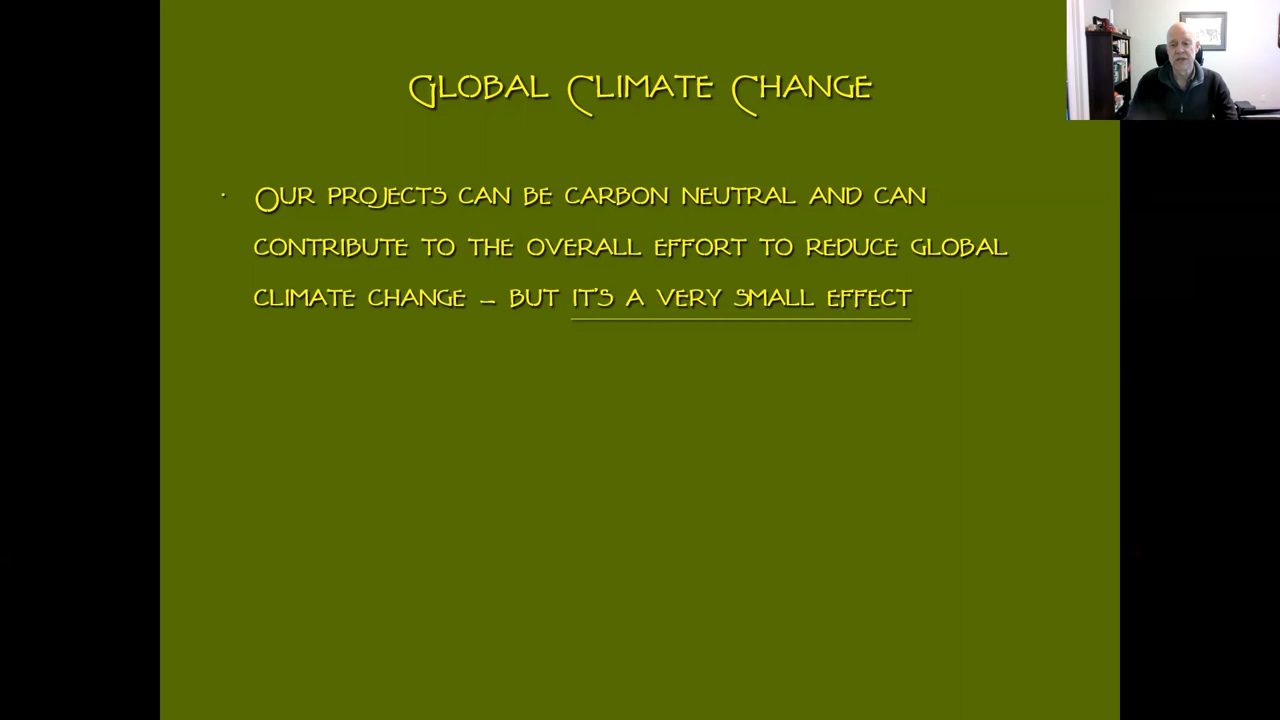 Global Climate Change
· Our projects can be carbon neutral and can
contribute to the overall effort to reduce global
climate change – but it's a very small effect